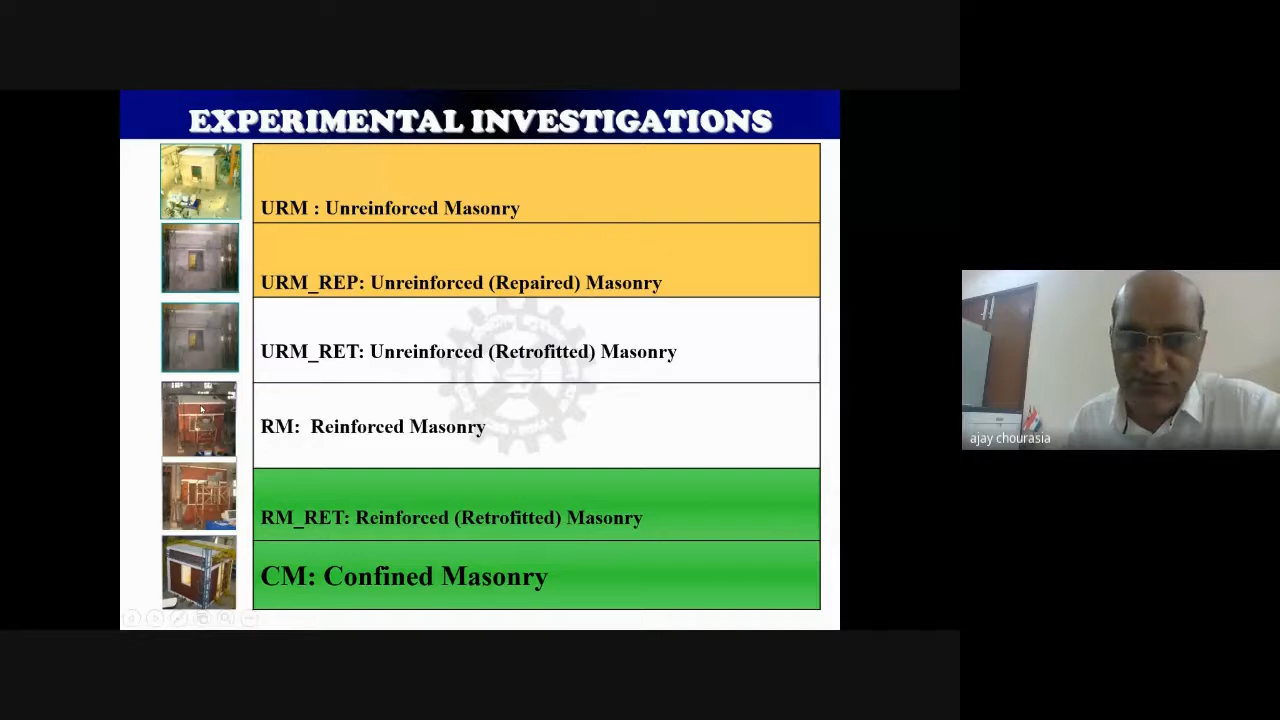 EXPERIMENTAL INVESTIGATIONS
URM : Unreinforced Masonry
URM_REP: Unreinforced (Repaired) Masonry
URM_RET: Unreinforced (Retrofitted) Masonry
RM: Reinforced Masonry
RM_RET: Reinforced (Retrofitted) Masonry
CM: Confined Masonry
ajay chourasia